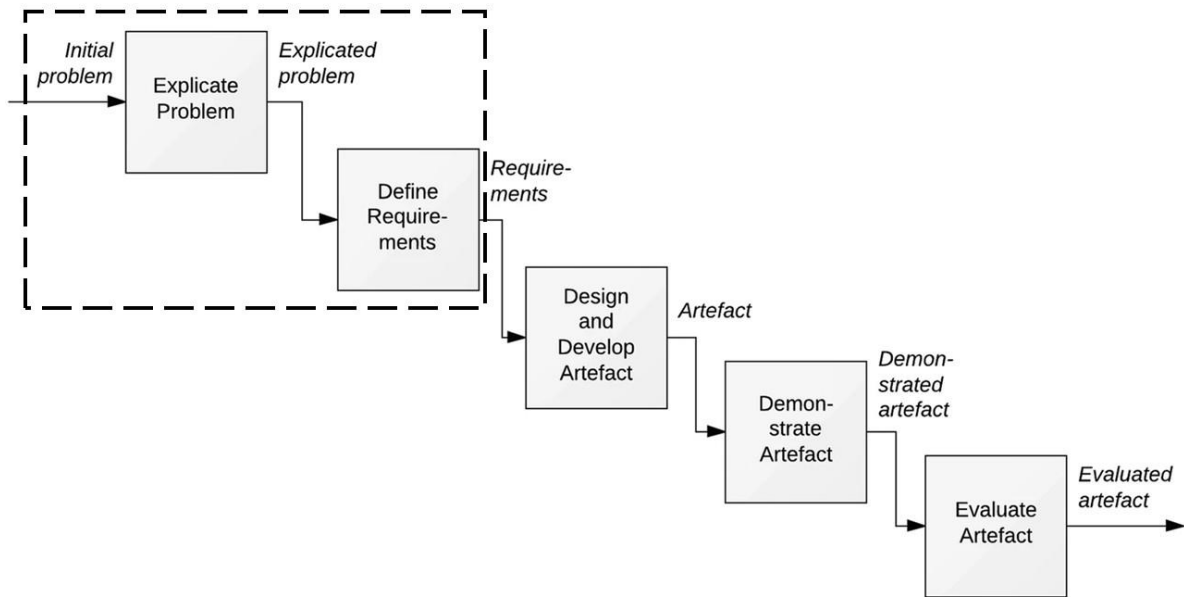 Initial
problem
Explicate
Problem
Explicated
problem
Define
Require-
ments
Require-
ments
Design
and
Develop
Artefact
Artefact
Demon-
strate
Artefact
Demon-
strated
artefact
Evaluate
Artefact
Evaluated
artefact